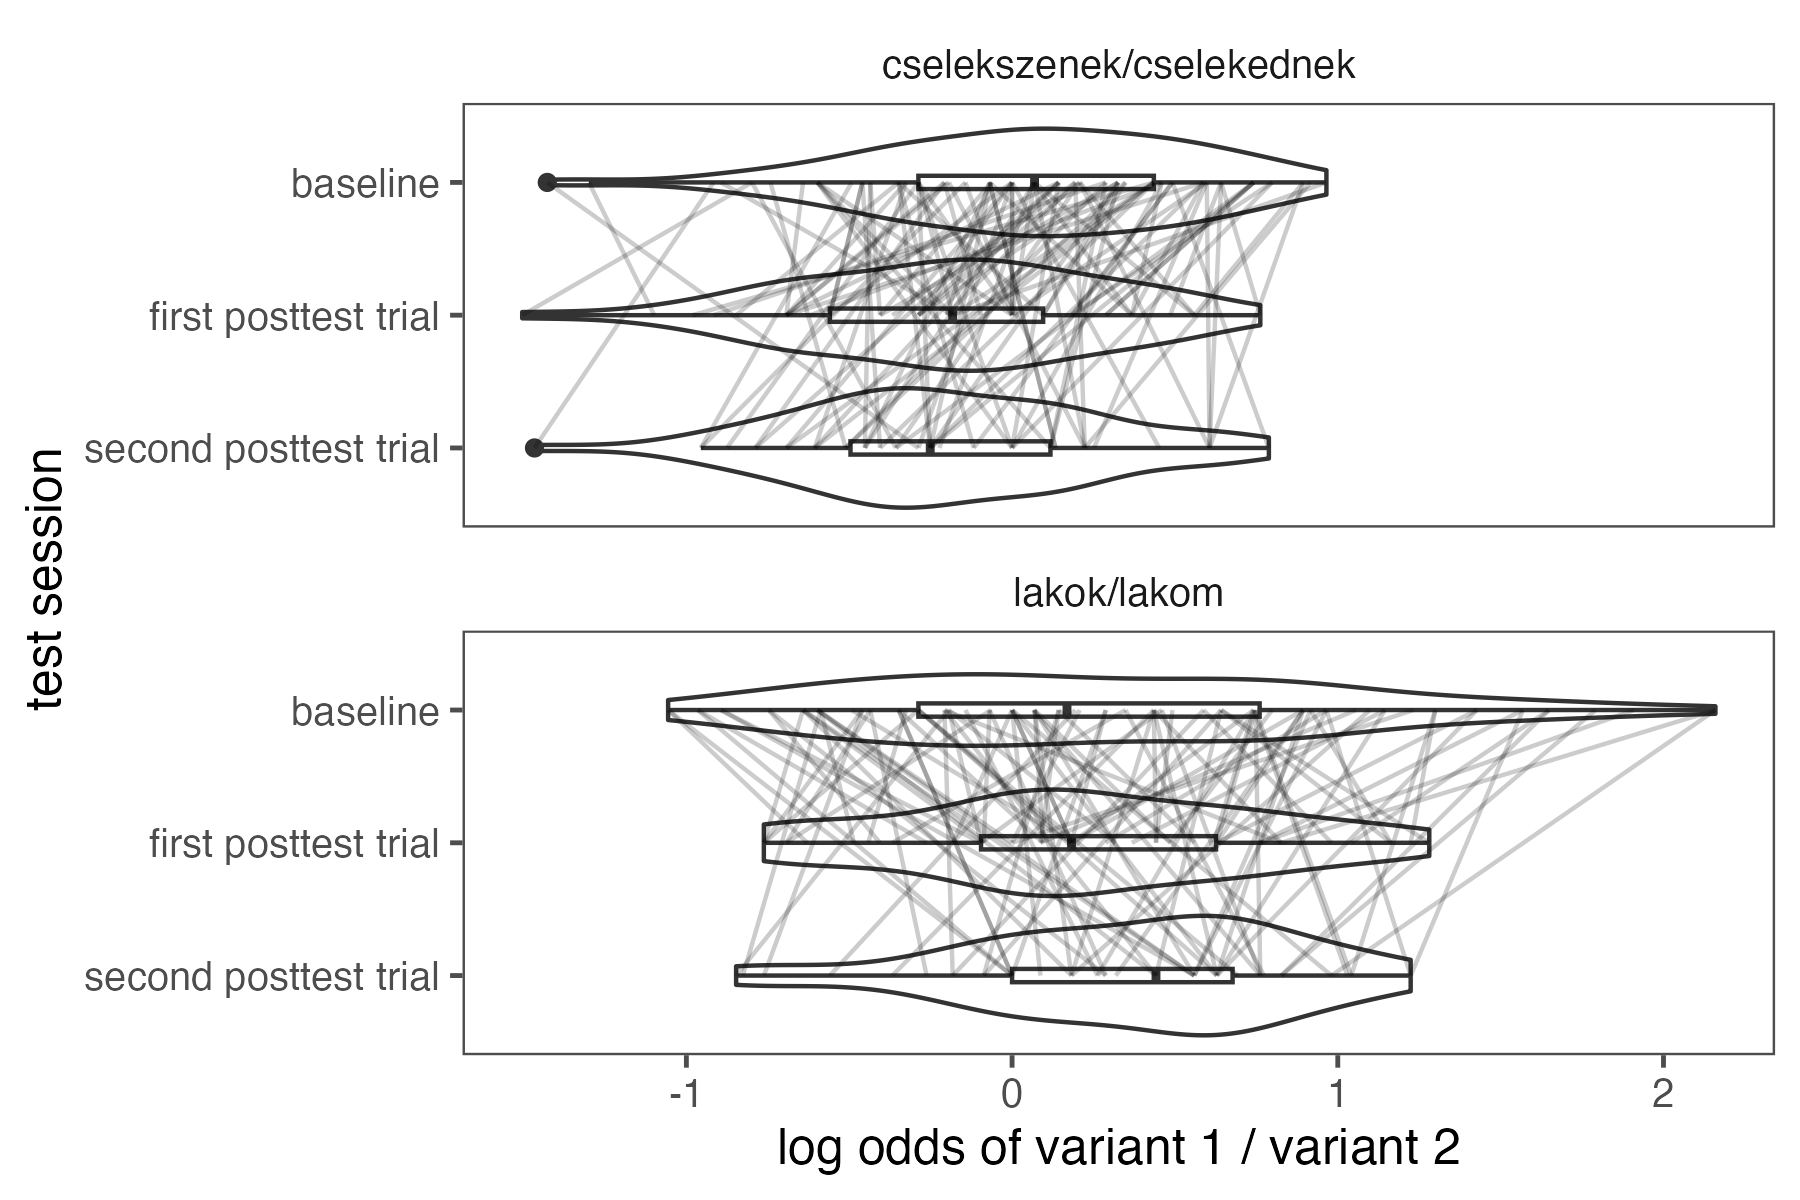 cselekszenek/cselekednek
baseline
first posttest trial
second posttest trial
test session
lakok/lakom
baseline
first posttest trial
second posttest trial
-1 0 1 2
log odds of variant 1 / variant 2